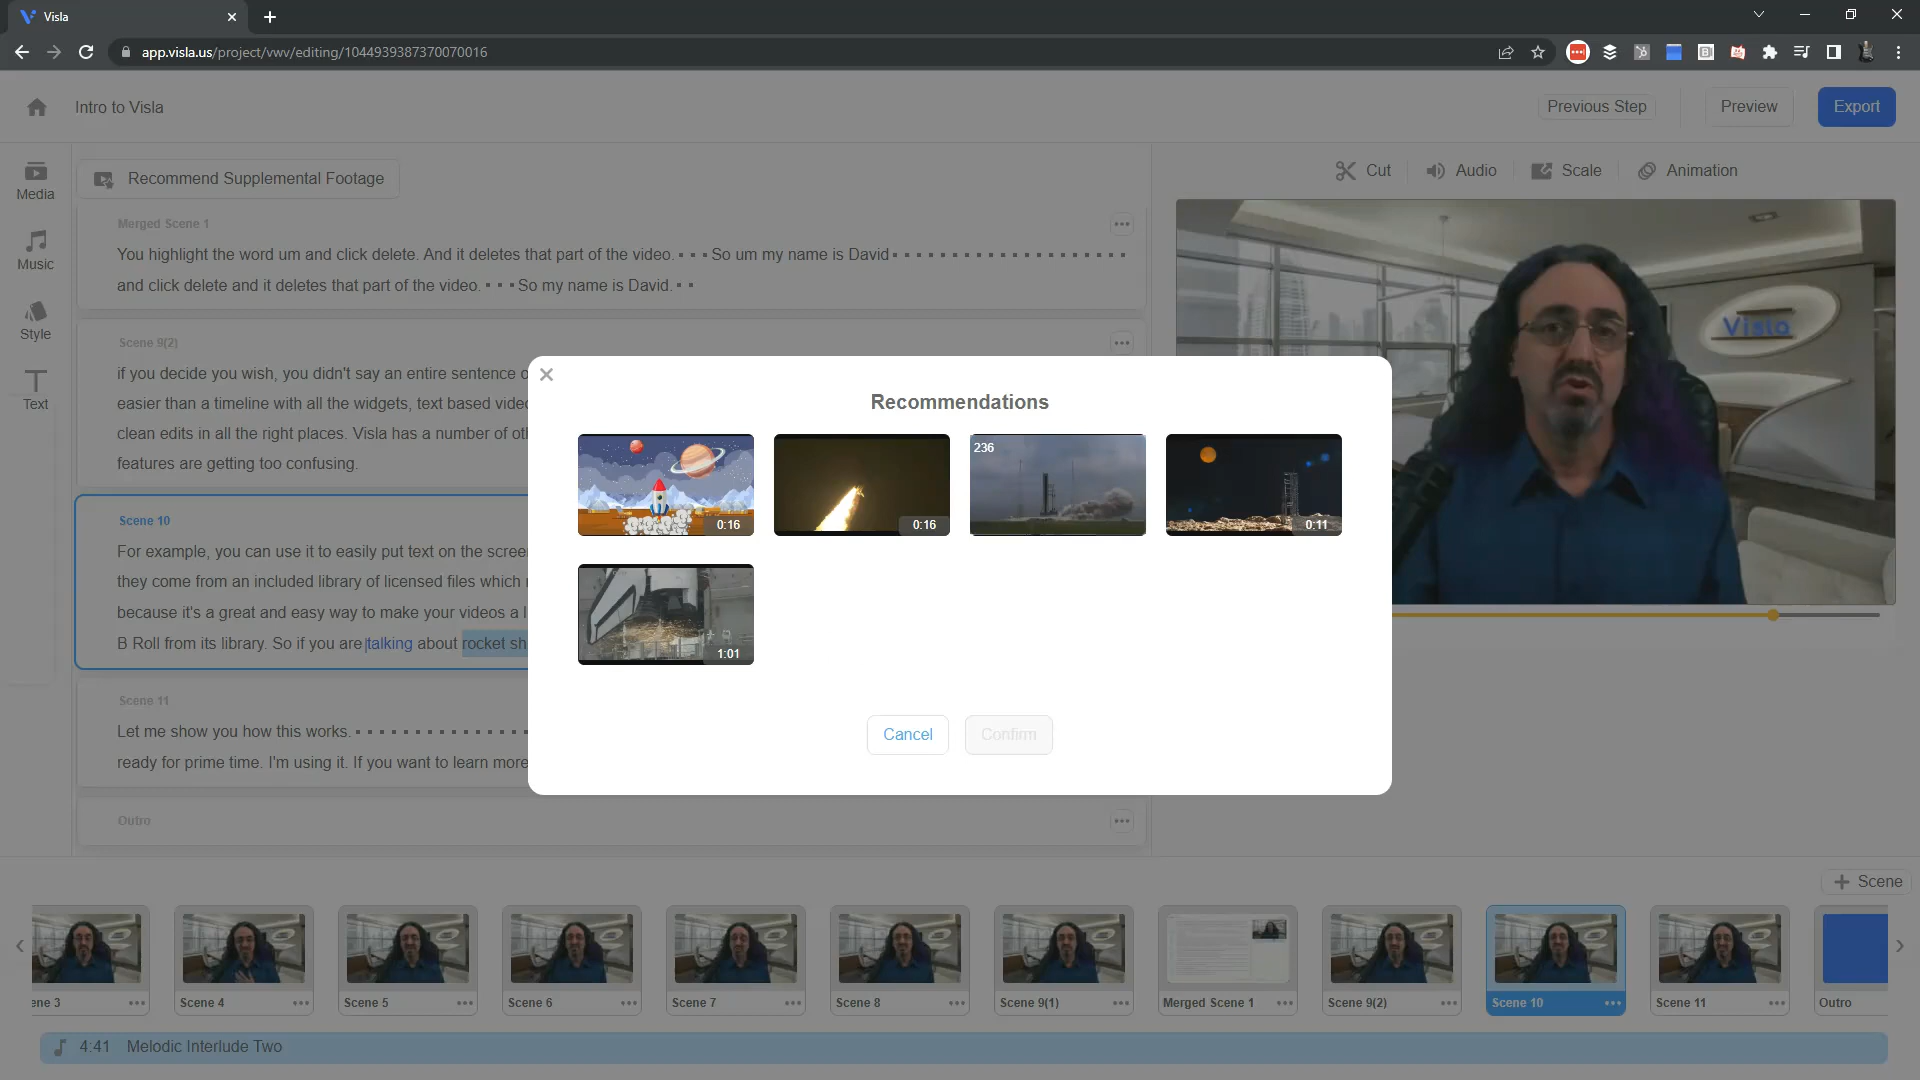 Visla
app.visla.us/project/vwv/editing/1044939387370070016
Intro to Visla
Previous Step
Preview
Export
Media
Music
Style
Text
Recommend Supplemental Footage
Cut
Audio
Scale
Animation
Merged Scene 1
You highlight the word um and click delete. And it deletes that part of the video. So um my name is David
and click delete and it deletes that part of the video. So my name is David.
Scene 9(2)
if you decide you wish, you didn't say an entire sentence
easier than a timeline with all the widgets, text based
clean edits in all the right places. Visla has a number of
features are getting too confusing.
Scene 10
For example, you can use it to easily put text on the
they come from an included library of licensed files which
because it's a great and easy way to make your videos a
B Roll from its library. So if you are talking about rocket
Scene 11
Let me show you how this works.
ready for prime time. I'm using it. If you want to learn more
Outro
Visla
Recommendations
0:16
0:16
236
0:11
1:01
Cancel
Confirm
Scene
ene 3
Scene 4
Scene 5
Scene 6
Scene 7
Scene 8
Scene 9(1)
Merged Scene 1
Scene 9(2)
Scene 10
Scene 11
Outro
4:41 Melodic Interlude Two